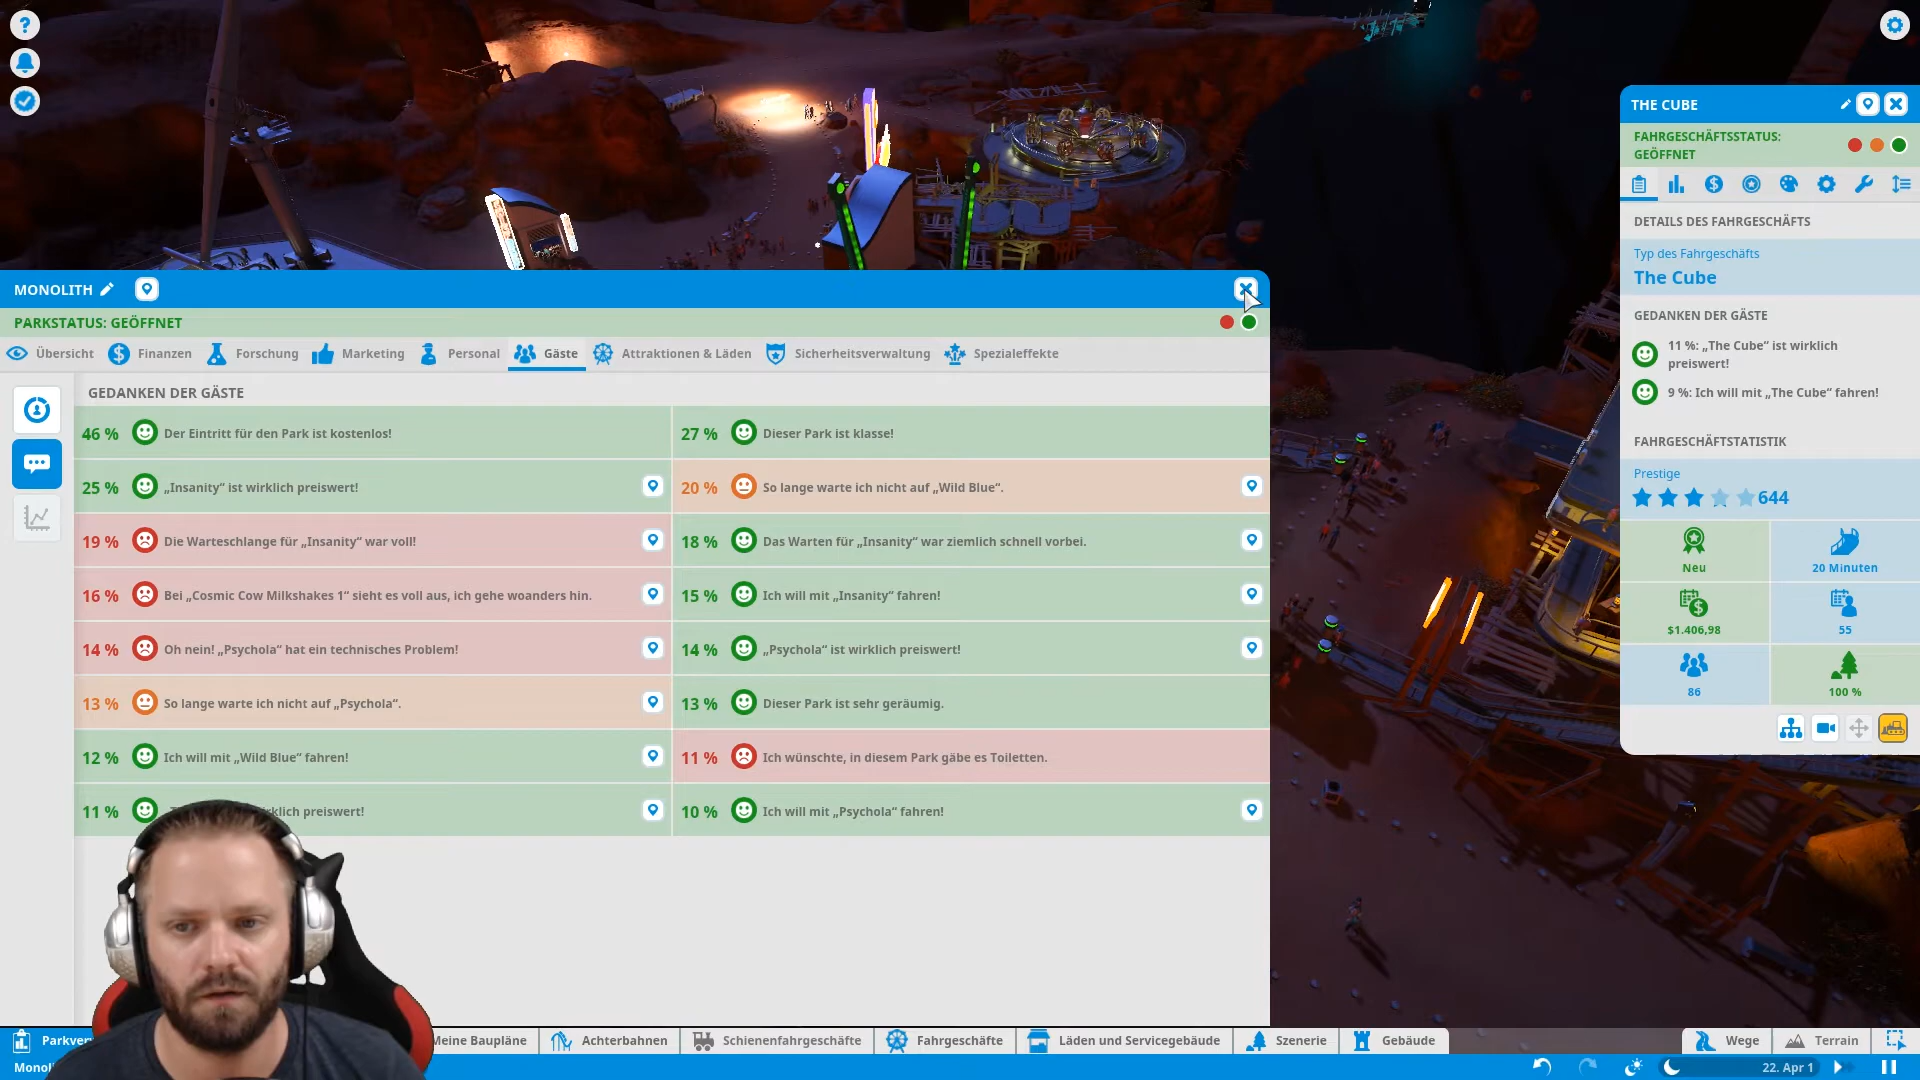 THE CUBE
FAHRGESCHÄFTSSTATUS:
GEÖFFNET
DETAILS DES FAHRGESCHÄFTS
Typ des Fahrgeschäfts
The Cube
GEDANKEN DER GÄSTE
11 %: „The Cube“ ist wirklich
preiswert!
9 %: Ich will mit „The Cube“ fahren!
FAHRGESCHÄFTSTATISTIK
Prestige
644
Neu
20 Minuten
$1.406,98
55
86
100 %
MONOLITH
PARKSTATUS: GEÖFFNET
Übersicht
Finanzen
Forschung
Marketing
Personal
Gäste
Attraktionen & Läden
Sicherheitsverwaltung
Spezialeffekte
GEDANKEN DER GÄSTE
46 % Der Eintritt für den Park ist kostenlos!
27 % Dieser Park ist klasse!
25 % „Insanity“ ist wirklich preiswert!
20 % So lange warte ich nicht auf „Wild Blue“.
19 % Die Warteschlange für „Insanity“ war voll!
18 % Das Warten für „Insanity“ war ziemlich schnell vorbei.
16 % Bei „Cosmic Cow Milkshakes 1“ sieht es voll aus, ich gehe woanders hin.
15 % Ich will mit „Insanity“ fahren!
14 % Oh nein! „Psychola“ hat ein technisches Problem!
14 % „Psychola“ ist wirklich preiswert!
13 % So lange warte ich nicht auf „Psychola“.
13 % Dieser Park ist sehr geräumig.
12 % Ich will mit „Wild Blue“ fahren!
11 % Ich wünschte, in diesem Park gäbe es Toiletten.
11 % preiswert!
10 % Ich will mit „Psychola“ fahren!
Meine Baupläne
Achterbahnen
Schienenfahrgeschäfte
Fahrgeschäfte
Läden und Servicegebäude
Szenerie
Gebäude
Wege
Terrain
22. Apr 1